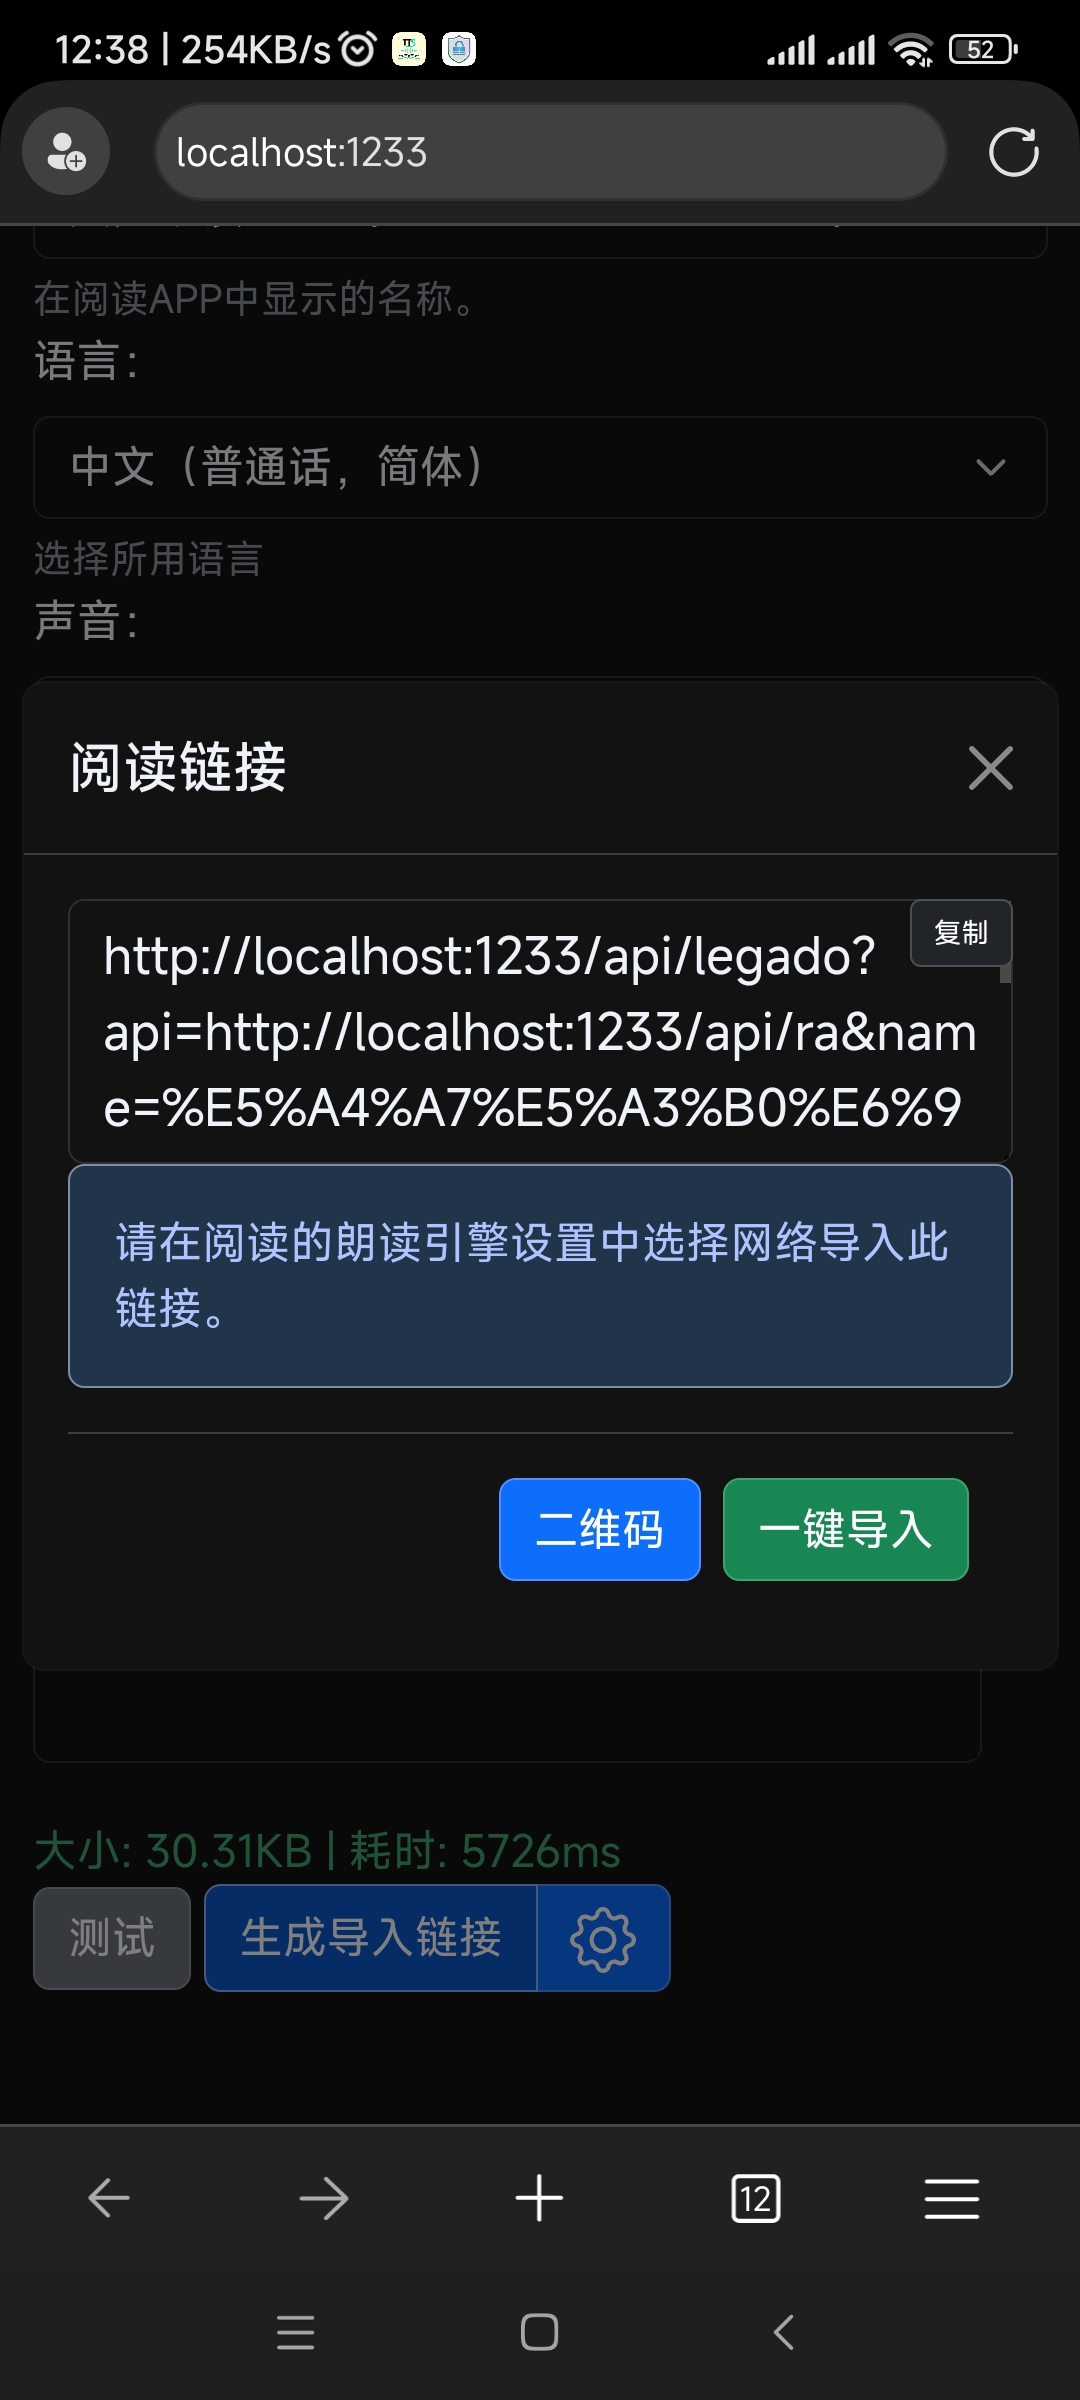 12:38 | 254KB/s
52
localhost:1233
在阅读APP中显示的名称。
语言：
中文（普通话，简体）
选择所用语言
声音：
阅读链接
复制
http://localhost:1233/api/legado?
api=http://localhost:1233/api/ra&nam
e=%E5%A4%A7%E5%A3%B0%E6%9
请在阅读的朗读引擎设置中选择网络导入此
链接。
二维码
一键导入
大小: 30.31KB | 耗时: 5726ms
测试
生成导入链接
12